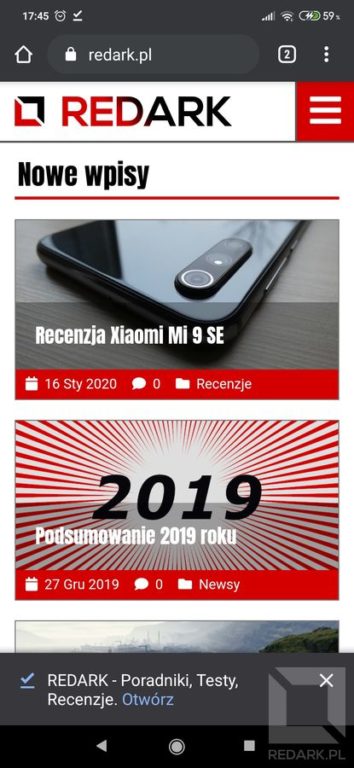 17:45 59%
redark.pl 2
REDARK
Nowe wpisy
Recenzja Xiaomi Mi 9 SE
16 Sty 2020 0 Recenzje
2019
Podsumowanie 2019 roku
27 Gru 2019 0 Newsy
REDARK - Poradniki, Testy,
Recenzje. Otwórz
REDARK.PL